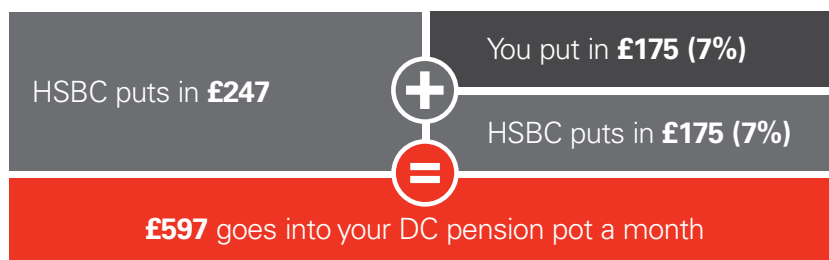 HSBC puts in £247
You put in £175 (7%)
+
HSBC puts in £175 (7%)
=
£597 goes into your DC pension pot a month